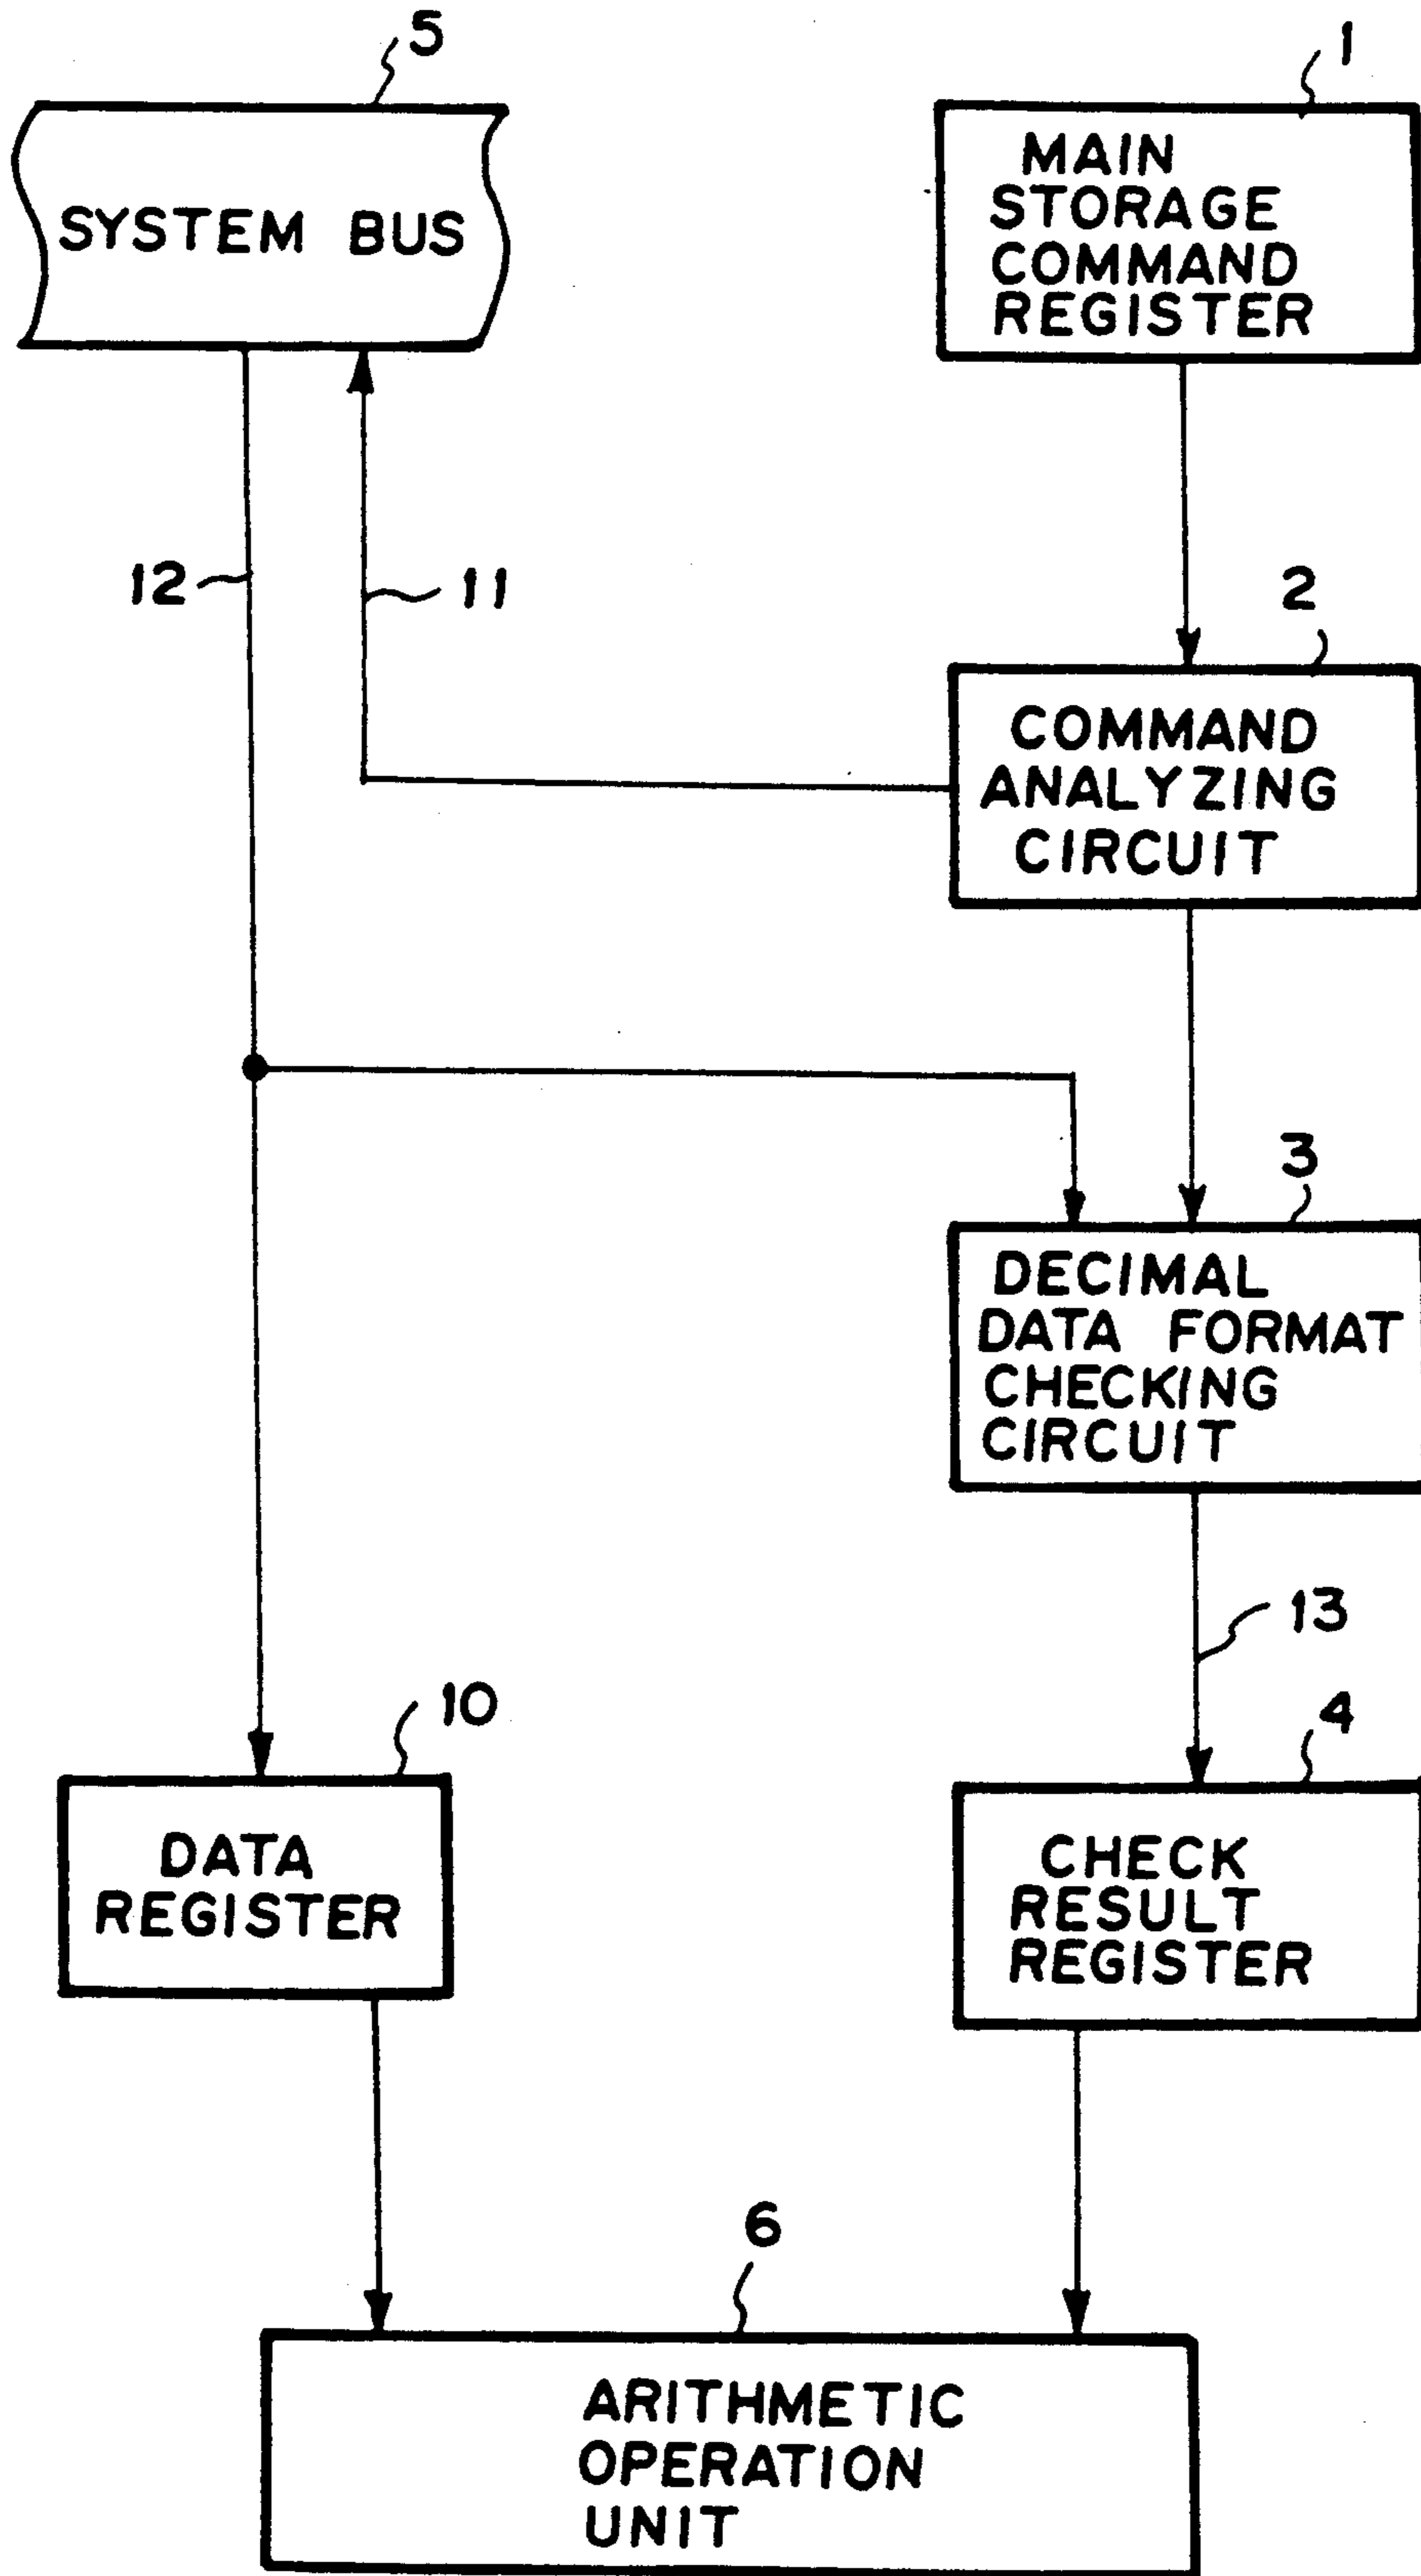 5
1
SYSTEM BUS
MAIN
STORAGE
COMMAND
REGISTER
12
11
2
COMMAND
ANALYZING
CIRCUIT
3
DECIMAL
DATA FORMAT
CHECKING
CIRCUIT
13
10
4
DATA
REGISTER
CHECK
RESULT
REGISTER
6
ARITHMETIC
OPERATION
UNIT